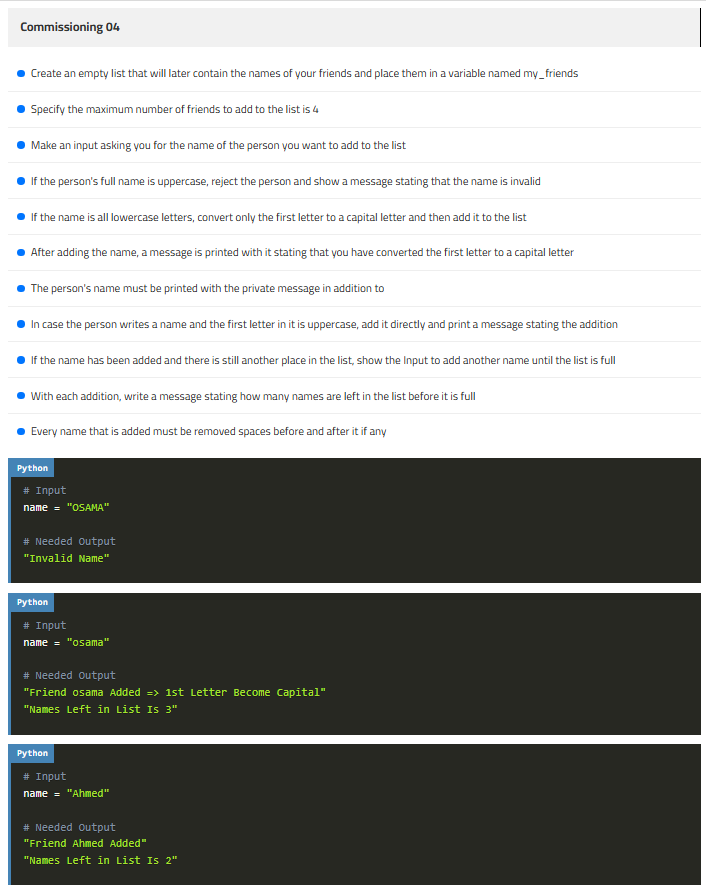 Commissioning 04
Create an empty list that will later contain the names of your friends and place them in a variable named my_friends
Specify the maximum number of friends to add to the list is 4
Make an input asking you for the name of the person you want to add to the list
If the person's full name is uppercase, reject the person and show a message stating that the name is invalid
If the name is all lowercase letters, convert only the first letter to a capital letter and then add it to the list
After adding the name, a message is printed with it stating that you have converted the first letter to a capital letter
The person's name must be printed with the private message in addition to
In case the person writes a name and the first letter in it is uppercase, add it directly and print a message stating the addition
If the name has been added and there is still another place in the list, show the Input to add another name until the list is full
With each addition, write a message stating how many names are left in the list before it is full
Every name that is added must be removed spaces before and after it if any
Python
# Input
name = "OSAMA"
# Needed Output
"Invalid Name"
Python
# Input
name = "osama"
# Needed Output
"Friend osama Added => 1st Letter Become Capital"
"Names Left in List Is 3"
Python
# Input
name = "Ahmed"
# Needed Output
"Friend Ahmed Added"
"Names Left in List Is 2"